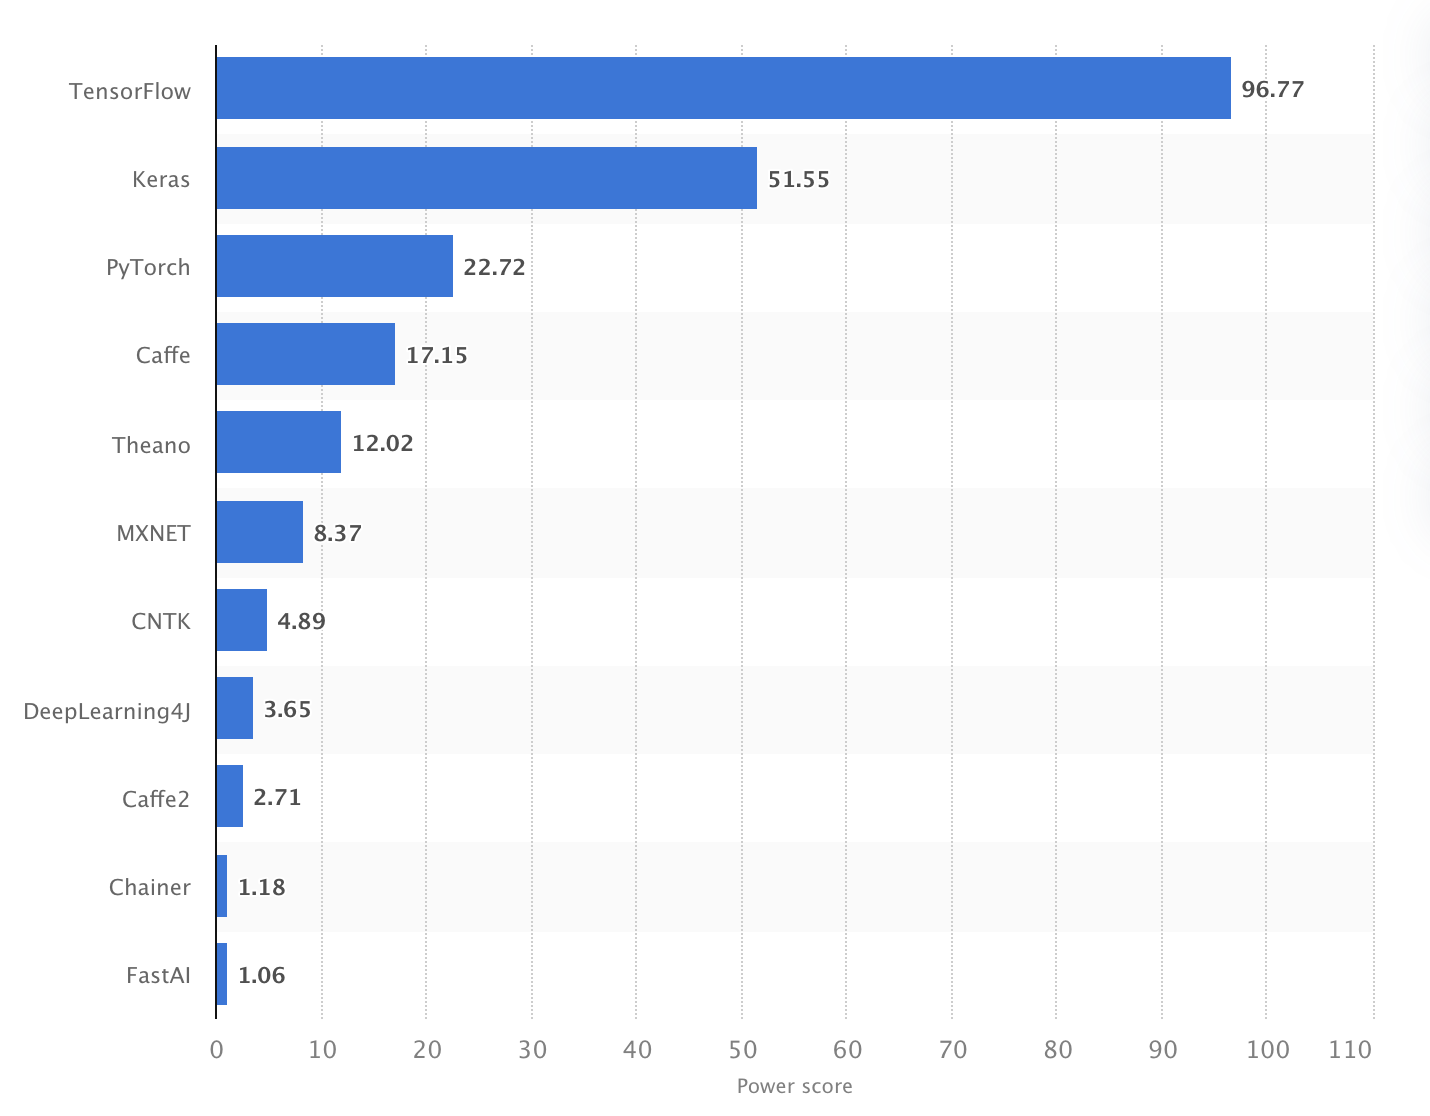 TensorFlow 96.77
Keras 51.55
PyTorch 22.72
Caffe 17.15
Theano 12.02
MXNET 8.37
CNTK 4.89
DeepLearning4J 3.65
Caffe2 2.71
Chainer 1.18
FastAI 1.06
0 10 20 30 40 50 60 70 80 90 100 110
Power score